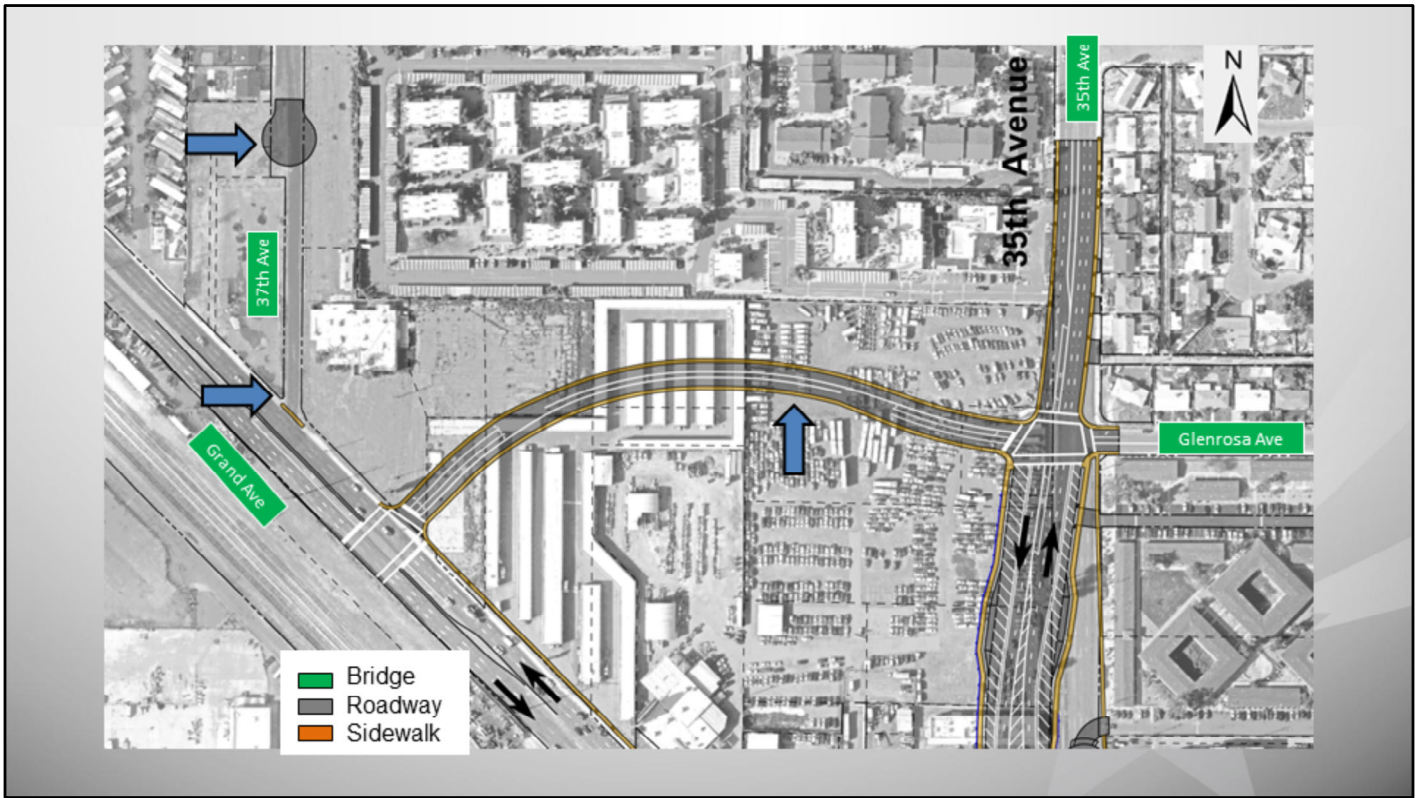 35th Avenue
35th Ave
N
37th Ave
Glenrosa Ave
Grand Ave
Bridge
Roadway
Sidewalk